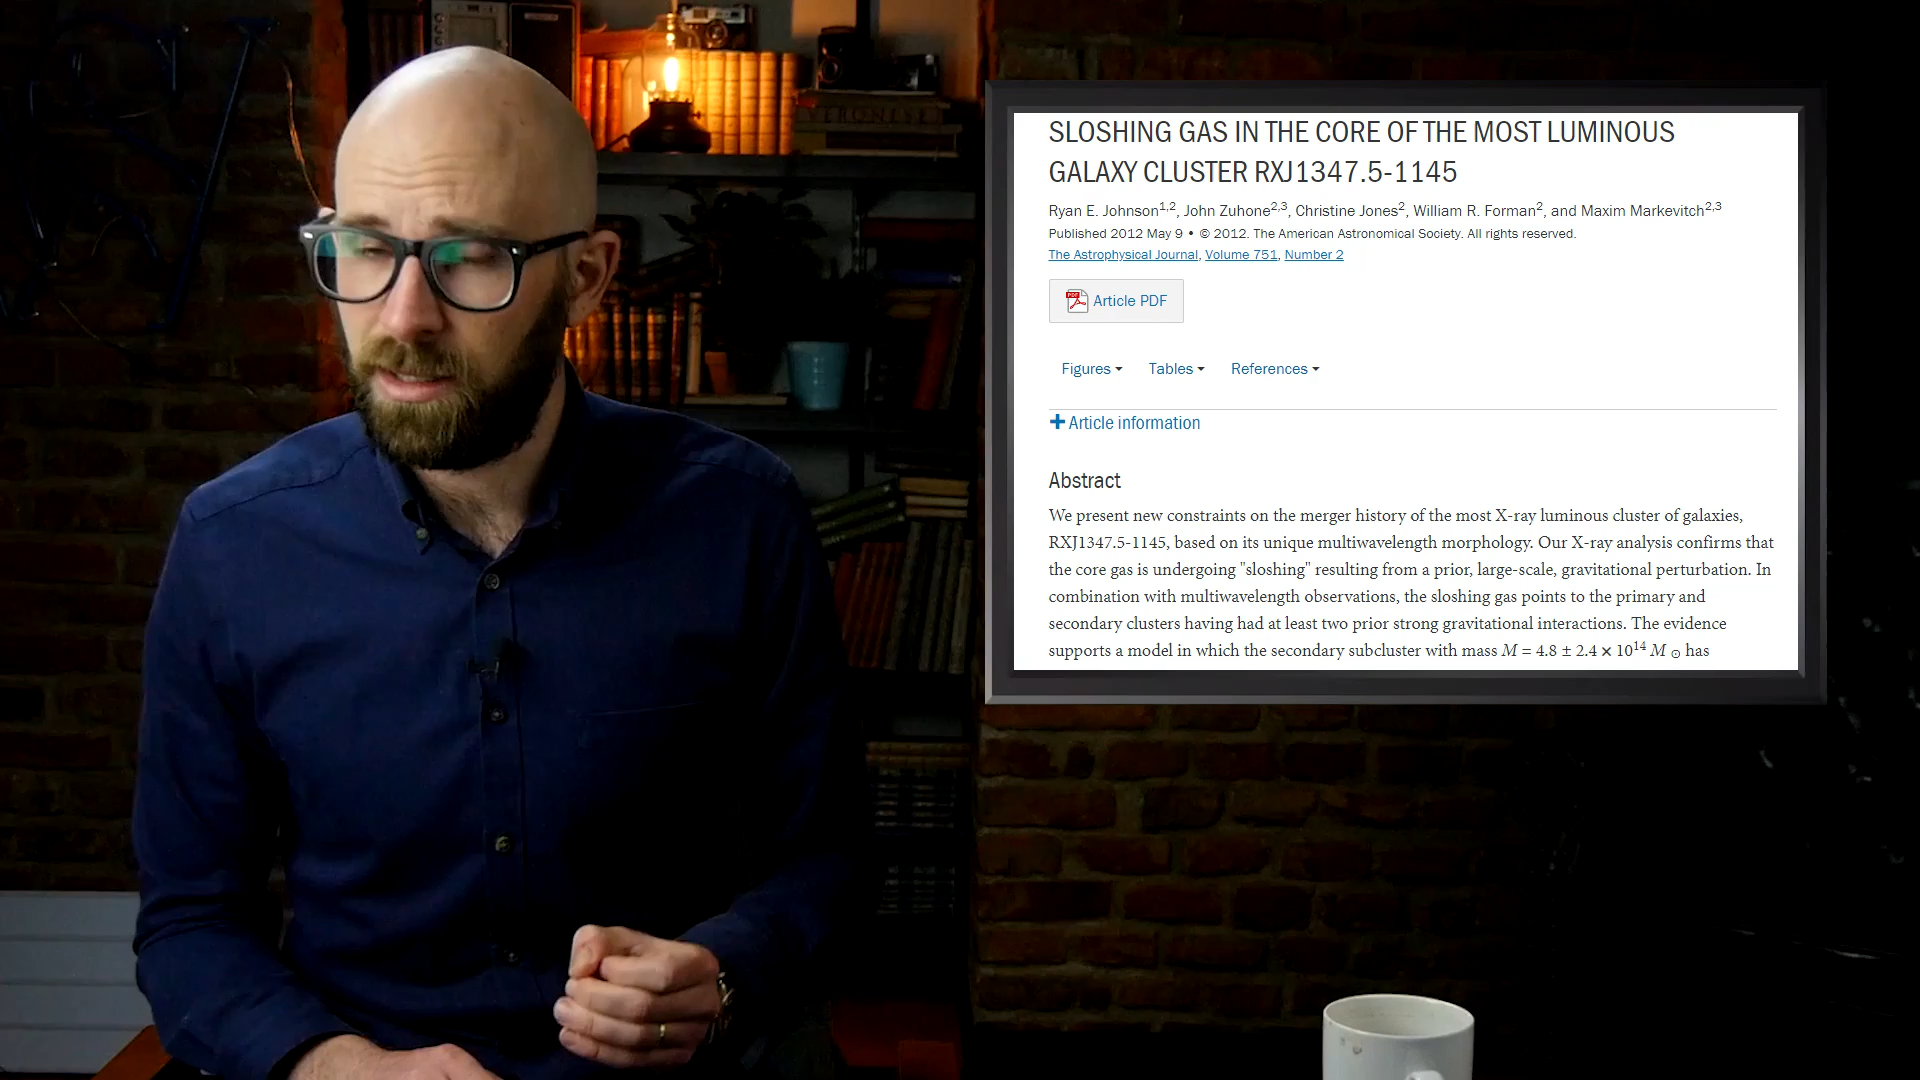 SLOSHING GAS IN THE CORE OF THE MOST LUMINOUS
GALAXY CLUSTER RXJ1347.5-1145
Ryan E. Johnson1,2, John Zuhone2,3, Christine Jones2, William R. Forman2, and Maxim Markevitch2,3
Published 2012 May 9 • © 2012. The American Astronomical Society. All rights reserved.
The Astrophysical Journal, Volume 751, Number 2
Article PDF
Figures Tables References
Article information
Abstract
We present new constraints on the merger history of the most X-ray luminous cluster of galaxies,
RXJ1347.5-1145, based on its unique multiwavelength morphology. Our X-ray analysis confirms that
the core gas is undergoing "sloshing" resulting from a prior, large-scale, gravitational perturbation. In
combination with multiwavelength observations, the sloshing gas points to the primary and
secondary clusters having had at least two prior strong gravitational interactions. The evidence
supports a model in which the secondary subcluster with mass M = 4.8 ± 2.4 × 10^14 M ⊙ has